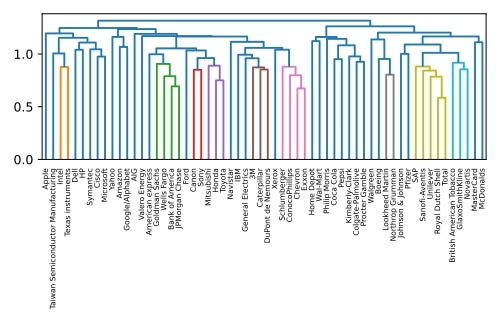 1.0
0.5
0.0
Apple
Taiwan Semiconductor Manufacturing
Intel
Texas instruments
Dell
HP
Symantec
Cisco
Microsoft
Yahoo
Amazon
Google/Alphabet
AIG
Valero Energy
American express
Goldman Sachs
Wells Fargo
Bank of America
JPMorgan Chase
Ford
Canon
Sony
Mitsubishi
Honda
Toyota
Navistar
IBM
General Electrics
3M
Caterpillar
DuPont de Nemours
Xerox
Schlumberger
ConocoPhillips
Chevron
Exxon
Home Depot
Wal-Mart
Philip Morris
Coca Cola
Pepsi
Kimberly-Clark
Colgate-Palmolive
Procter Gamble
Walgreen
Boeing
Lookheed Martin
Northrop Grumman
Johnson & Johnson
Pfizer
SAP
Sanofi-Aventis
Unilever
Royal Dutch Shell
Total
British American Tobacco
GlaxoSmithKline
Novartis
MasterCard
McDonalds